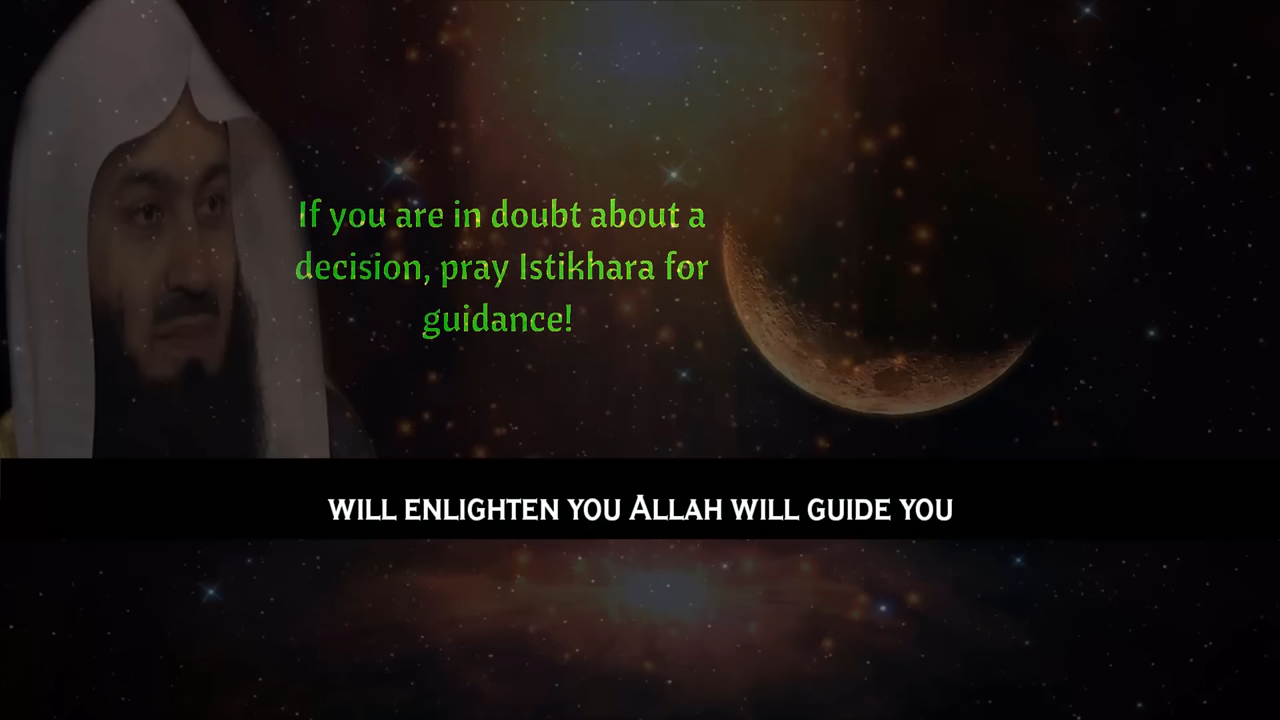 If you are in doubt about a
decision, pray Istikhara for
guidance!
WILL ENLIGHTEN YOU ALLAH WILL GUIDE YOU